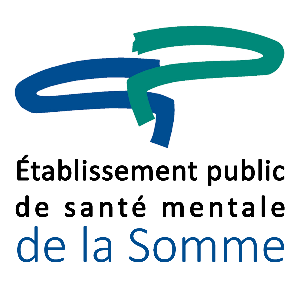 Établissement public
de santé mentale
de la Somme